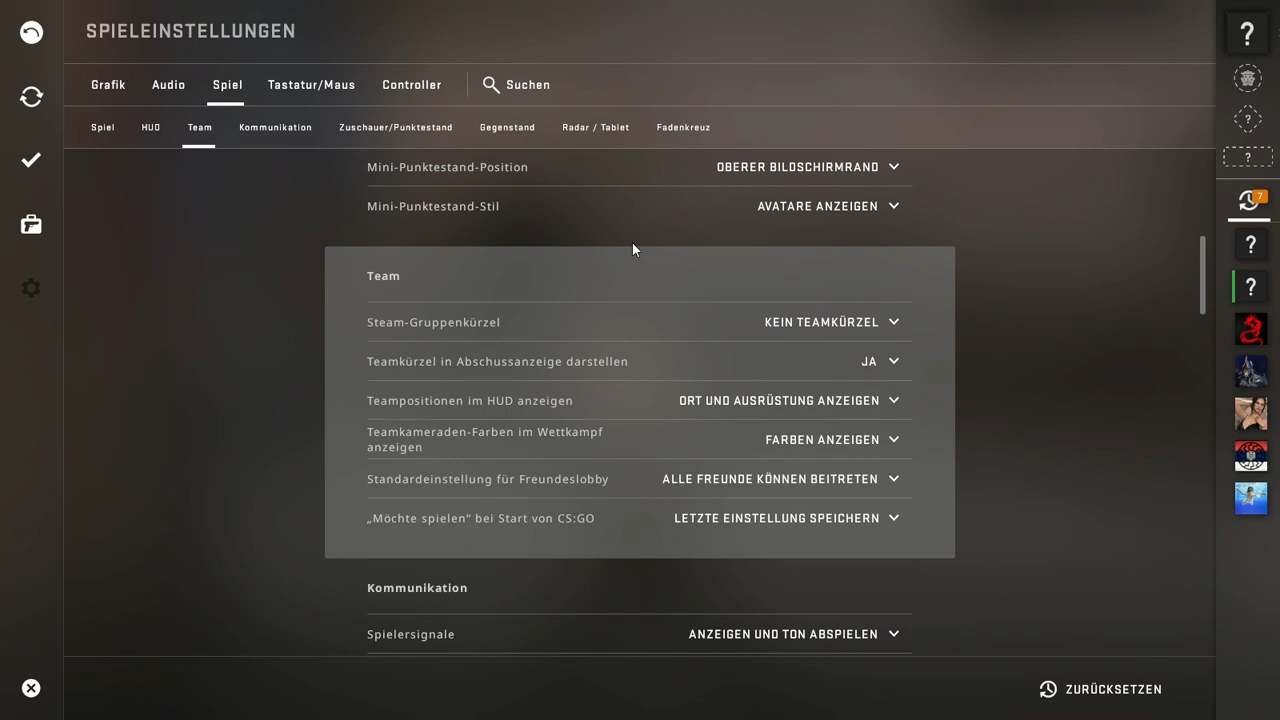 SPIELEINSTELLUNGEN
Grafik Audio Spiel Tastatur/Maus Controller Suchen
Spiel HUD Team Kommunikation Zuschauer/Punktestand Gegenstand Radar / Tablet Fadenkreuz
Mini-Punktestand-Position OBERER BILDSCHIRMRAND
Mini-Punktestand-Stil AVATARE ANZEIGEN
Team
Steam-Gruppenkürzel KEIN TEAMKÜRZEL
Teamkürzel in Abschussanzeige darstellen JA
Teampositionen im HUD anzeigen ORT UND AUSRÜSTUNG ANZEIGEN
Teamkameraden-Farben im Wettkampf
anzeigen FARBEN ANZEIGEN
Standardeinstellung für Freundeslobby ALLE FREUNDE KÖNNEN BEITRETEN
„Möchte spielen“ bei Start von CS:GO LETZTE EINSTELLUNG SPEICHERN
Kommunikation
Spielersignale ANZEIGEN UND TON ABSPIELEN
ZURÜCKSETZEN
?
?
?
7
?
?